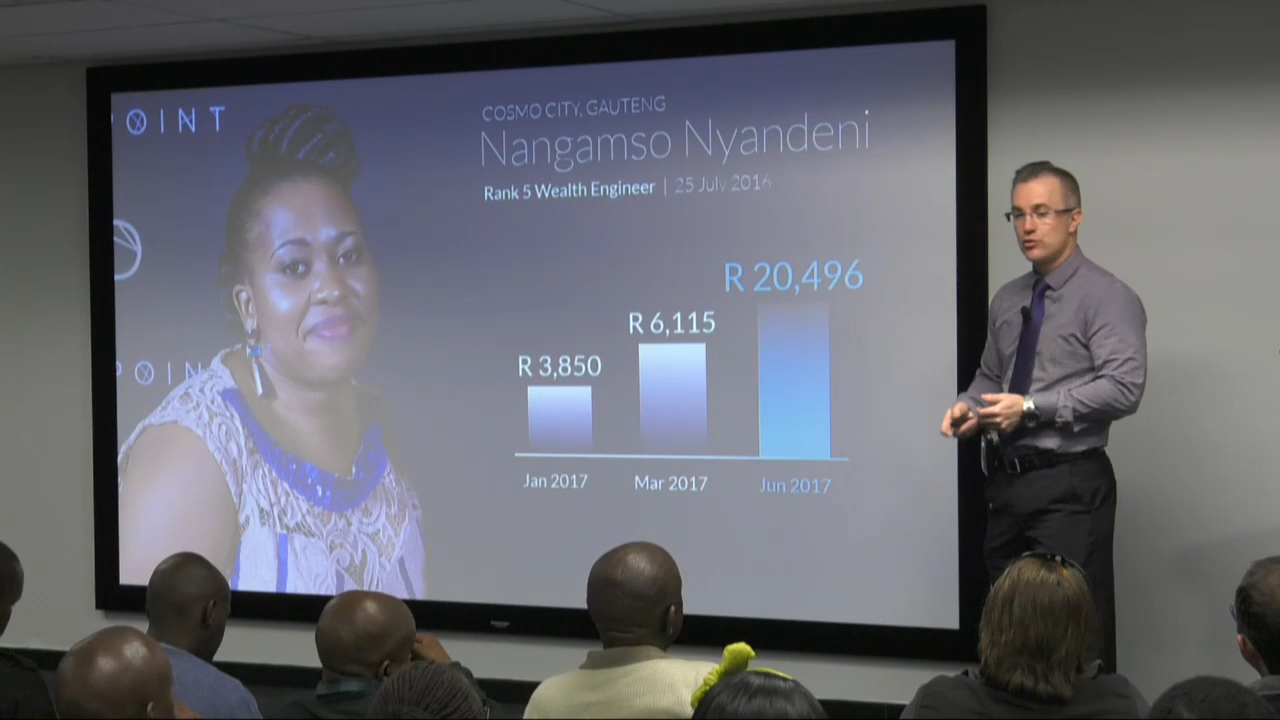 POINT
COSMO CITY, GAUTENG
Nangamso Nyandeni
Rank 5 Wealth Engineer | 25 July 2016
R 20,496
R 6,115
R 3,850
POIN
Jan 2017 Mar 2017 Jun 2017